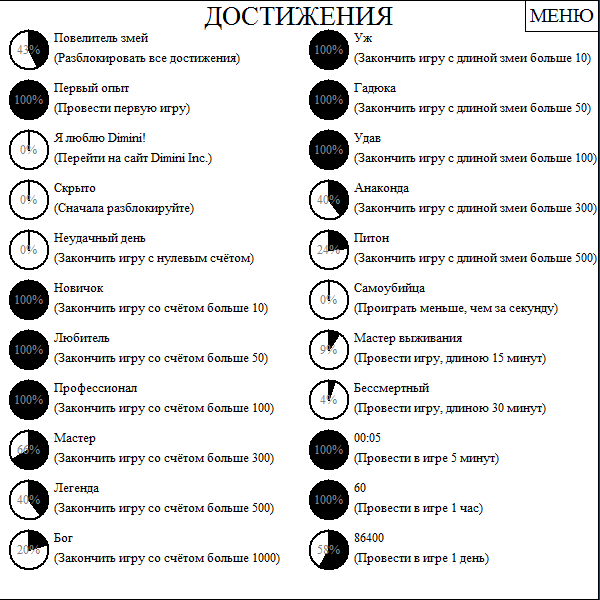 ДОСТИЖЕНИЯ
МЕНЮ
43%
Повелитель змей
(Разблокировать все достижения)
100%
Первый опыт
(Провести первую игру)
0%
Я люблю Dimini!
(Перейти на сайт Dimini Inc.)
0%
Скрыто
(Сначала разблокируйте)
0%
Неудачный день
(Закончить игру с нулевым счётом)
100%
Новичок
(Закончить игру со счётом больше 10)
100%
Любитель
(Закончить игру со счётом больше 50)
100%
Профессионал
(Закончить игру со счётом больше 100)
66%
Мастер
(Закончить игру со счётом больше 300)
40%
Легенда
(Закончить игру со счётом больше 500)
20%
Бог
(Закончить игру со счётом больше 1000)
100%
Уж
(Закончить игру с длиной змеи больше 10)
100%
Гадюка
(Закончить игру с длиной змеи больше 50)
100%
Удав
(Закончить игру с длиной змеи больше 100)
40%
Анаконда
(Закончить игру с длиной змеи больше 300)
24%
Питон
(Закончить игру с длиной змеи больше 500)
0%
Самоубийца
(Проиграть меньше, чем за секунду)
9%
Мастер выживания
(Провести игру, длиною 15 минут)
4%
Бессмертный
(Провести игру, длиною 30 минут)
100%
00:05
(Провести в игре 5 минут)
100%
60
(Провести в игре 1 час)
58%
86400
(Провести в игре 1 день)